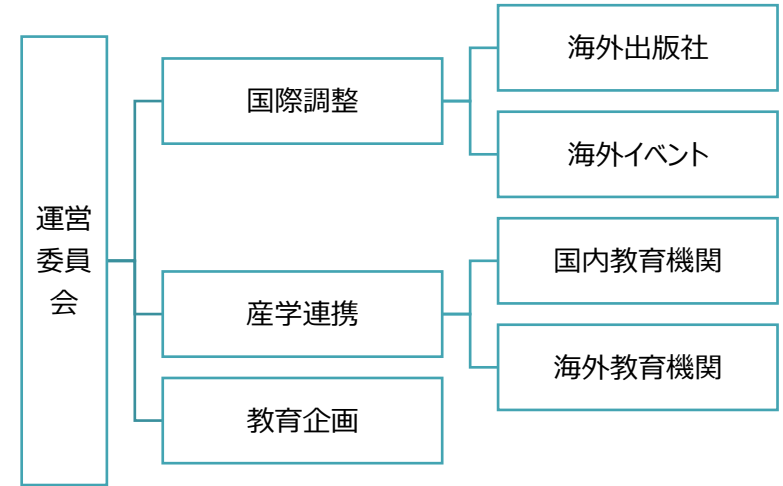 運営
委員
会
国際調整
海外出版社
海外イベント
産学連携
国内教育機関
海外教育機関
教育企画